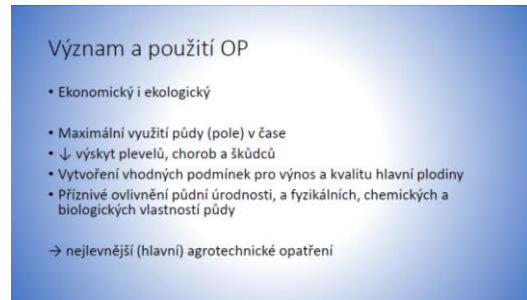 Význam a použití OP
• Ekonomický i ekologický
• Maximální využití půdy (pole) v čase
• ↓ výskyt plevelů, chorob a škůdců
• Vytvoření vhodných podmínek pro výnos a kvalitu hlavní plodiny
• Příznivé ovlivnění půdní úrodnosti, a fyzikálních, chemických a
biologických vlastností půdy
→ nejlevnější (hlavní) agrotechnické opatření